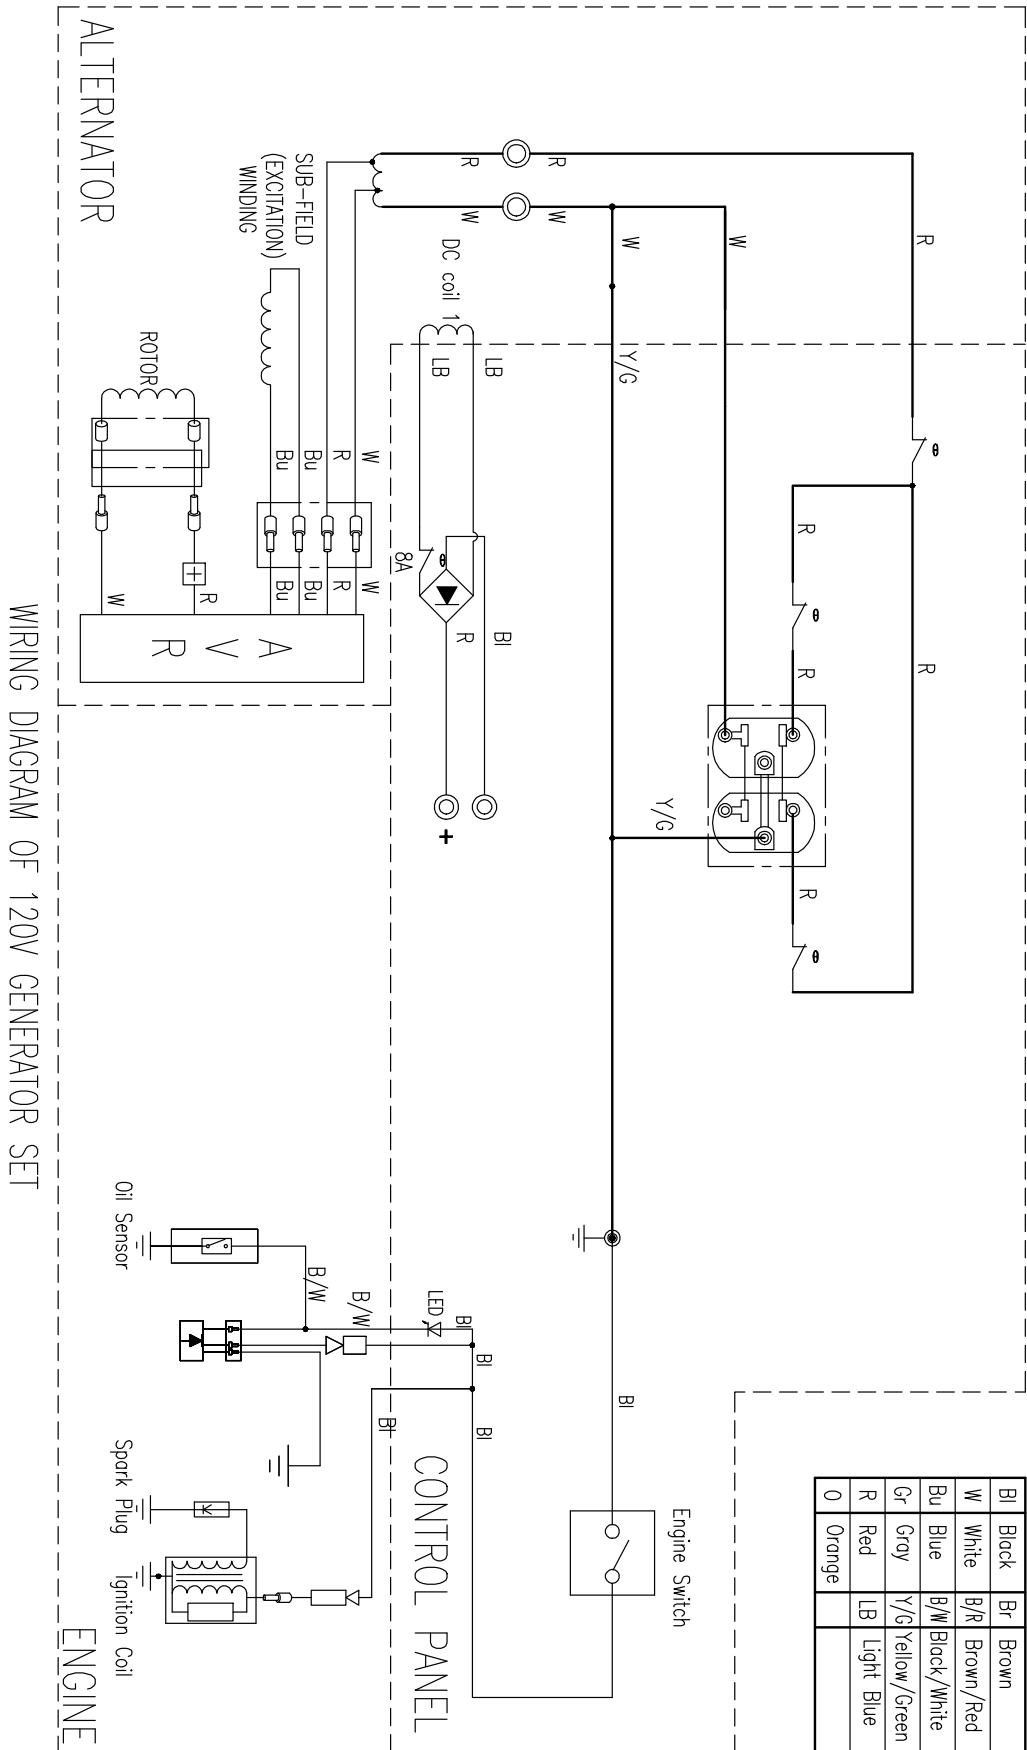 WIRING DIAGRAM OF 120V GENERATOR SET
ALTERNATOR
SUB-FIELD
(EXCITATION)
WINDING
ROTOR
DC coil 1
R
R
W
W
R
W
W
Y/G
LB
LB
Bu
Bu
R
W
Bu
Bu
R
W
W
R
A V R
8A
Bl
R
+
R
R
R
R
Y/G
CONTROL PANEL
Engine Switch
Bl
Bl
Bl
Bl
Bl
LED
B/W
B/W
Oil Sensor
Spark Plug
Ignition Coil
ENGINE
Bl Black Br Brown
W White B/R Brown/Red
Bu Blue B/W Black/White
Gr Gray Y/G Yellow/Green
R Red LB Light Blue
O Orange